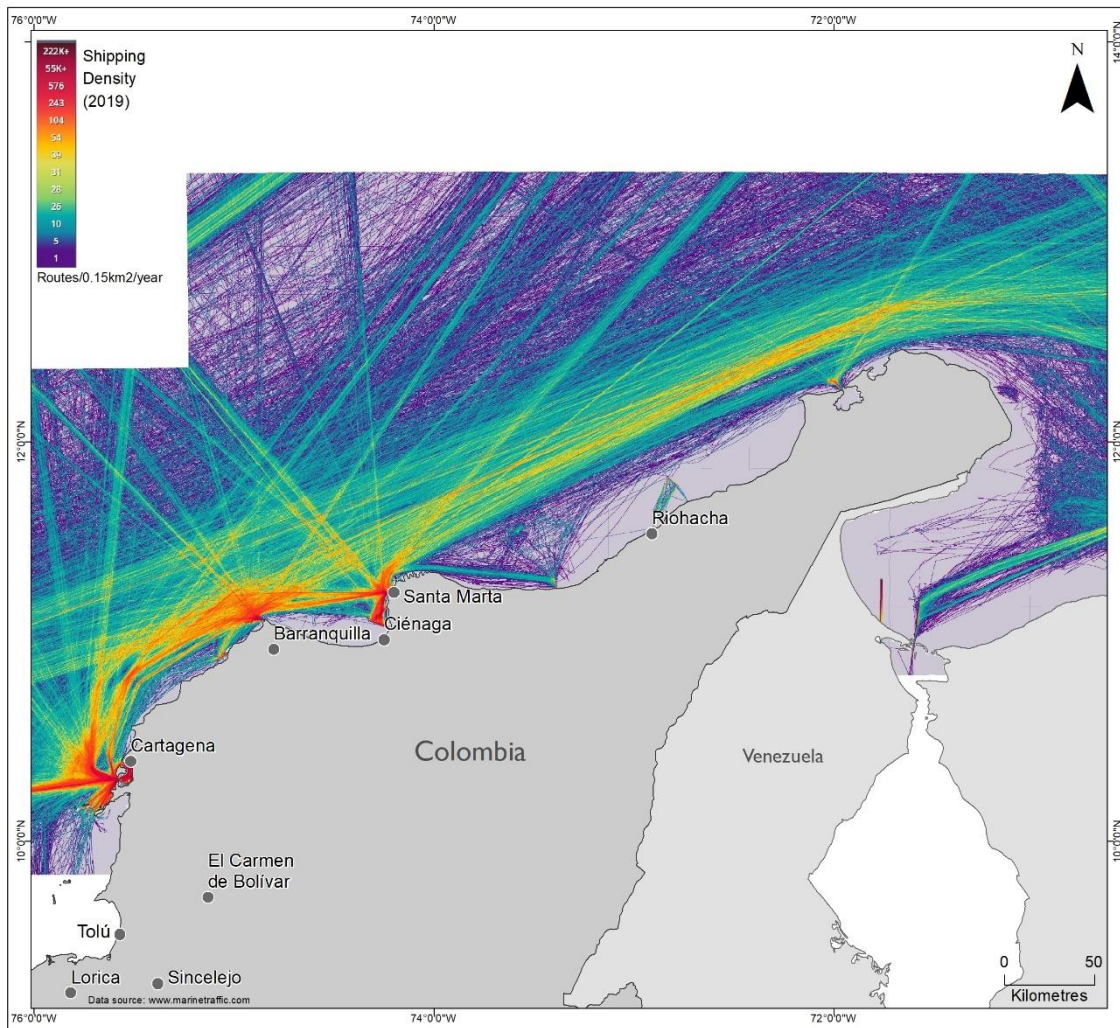 76°0'0"W
74°0'0"W
72°0'0"W
14°0'0"N
222K+
55K+
576
243
104
54
39
31
28
26
10
5
1
Shipping
Density
(2019)
Routes/0.15km2/year
N
12°0'0"N
12°0'0"N
Riohacha
Santa Marta
Ciénaga
Barranquilla
Cartagena
Colombia
Venezuela
10°0'0"N
10°0'0"N
El Carmen
de Bolívar
Tolú
Lorica
Sincelejo
0 50
Kilometres
Data source: www.marinetraffic.com
76°0'0"W
74°0'0"W
72°0'0"W